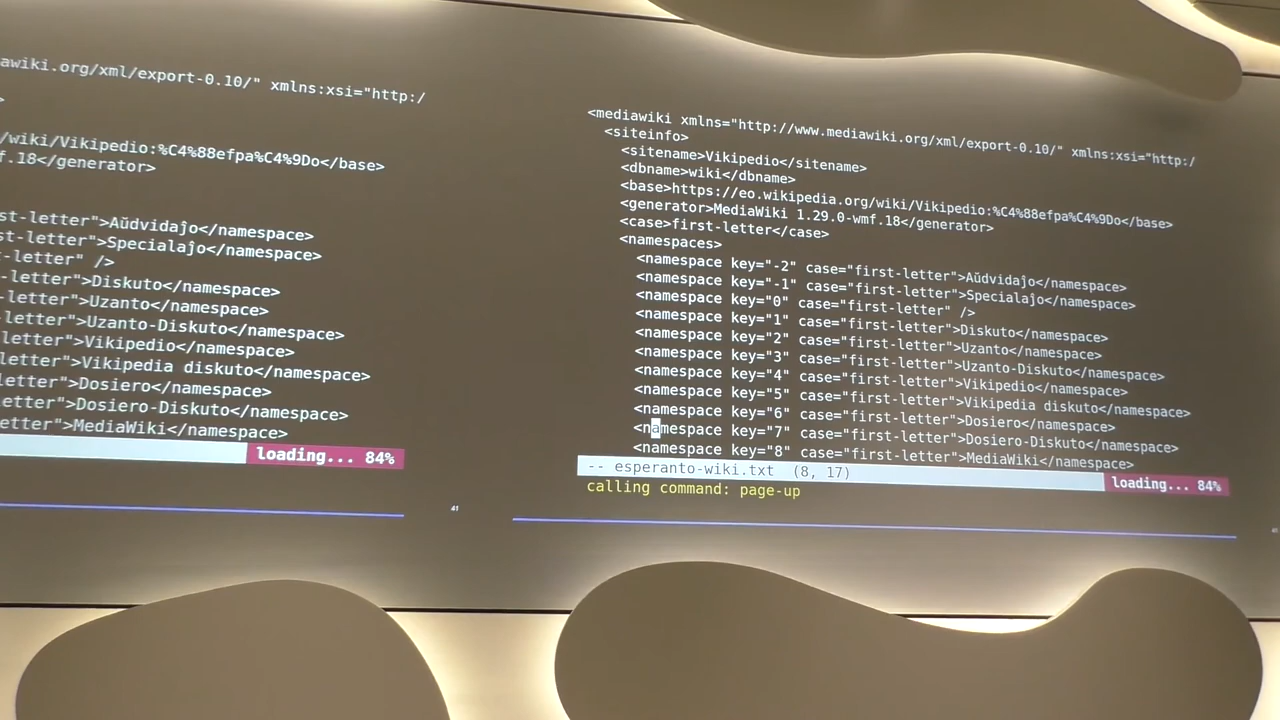 awiki.org/xml/export-0.10/" xmlns:xsi="http:/
>
/wiki/Vikipedio:%C4%88efpa%C4%9Do</base>
f.18</generator>
st-letter">Aŭdvidaĵo</namespace>
st-letter">Specialaĵo</namespace>
t-letter" />
-letter">Diskuto</namespace>
-letter">Uzanto</namespace>
letter">Uzanto-Diskuto</namespace>
letter">Vikipedio</namespace>
letter">Vikipedia diskuto</namespace>
etter">Dosiero</namespace>
etter">Dosiero-Diskuto</namespace>
etter">MediaWiki</namespace>
loading... 84%
41
<mediawiki xmlns="http://www.mediawiki.org/xml/export-0.10/" xmlns:xsi="http:/
<siteinfo>
<sitename>Vikipedio</sitename>
<dbname>wiki</dbname>
<base>https://eo.wikipedia.org/wiki/Vikipedio:%C4%88efpa%C4%9Do</base>
<generator>MediaWiki 1.29.0-wmf.18</generator>
<case>first-letter</case>
<namespaces>
<namespace key="-2" case="first-letter">Aŭdvidaĵo</namespace>
<namespace key="-1" case="first-letter">Specialaĵo</namespace>
<namespace key="0" case="first-letter" />
<namespace key="1" case="first-letter">Diskuto</namespace>
<namespace key="2" case="first-letter">Uzanto</namespace>
<namespace key="3" case="first-letter">Uzanto-Diskuto</namespace>
<namespace key="4" case="first-letter">Vikipedio</namespace>
<namespace key="5" case="first-letter">Vikipedia diskuto</namespace>
<namespace key="6" case="first-letter">Dosiero</namespace>
<namespace key="7" case="first-letter">Dosiero-Diskuto</namespace>
<namespace key="8" case="first-letter">MediaWiki</namespace>
-- esperanto-wiki.txt (8, 17) loading... 84%
calling command: page-up